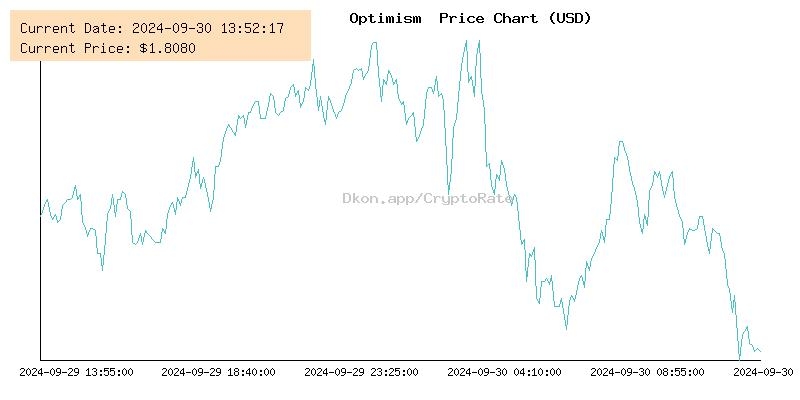 Optimism  Price Chart (USD)
Current Date: 2024-09-30 13:52:17
Current Price: $1.8080
Dkon.app/CryptoRate
2024-09-29 13:55:00 2024-09-29 18:40:00 2024-09-29 23:25:00 2024-09-30 04:10:00 2024-09-30 08:55:00 2024-09-30